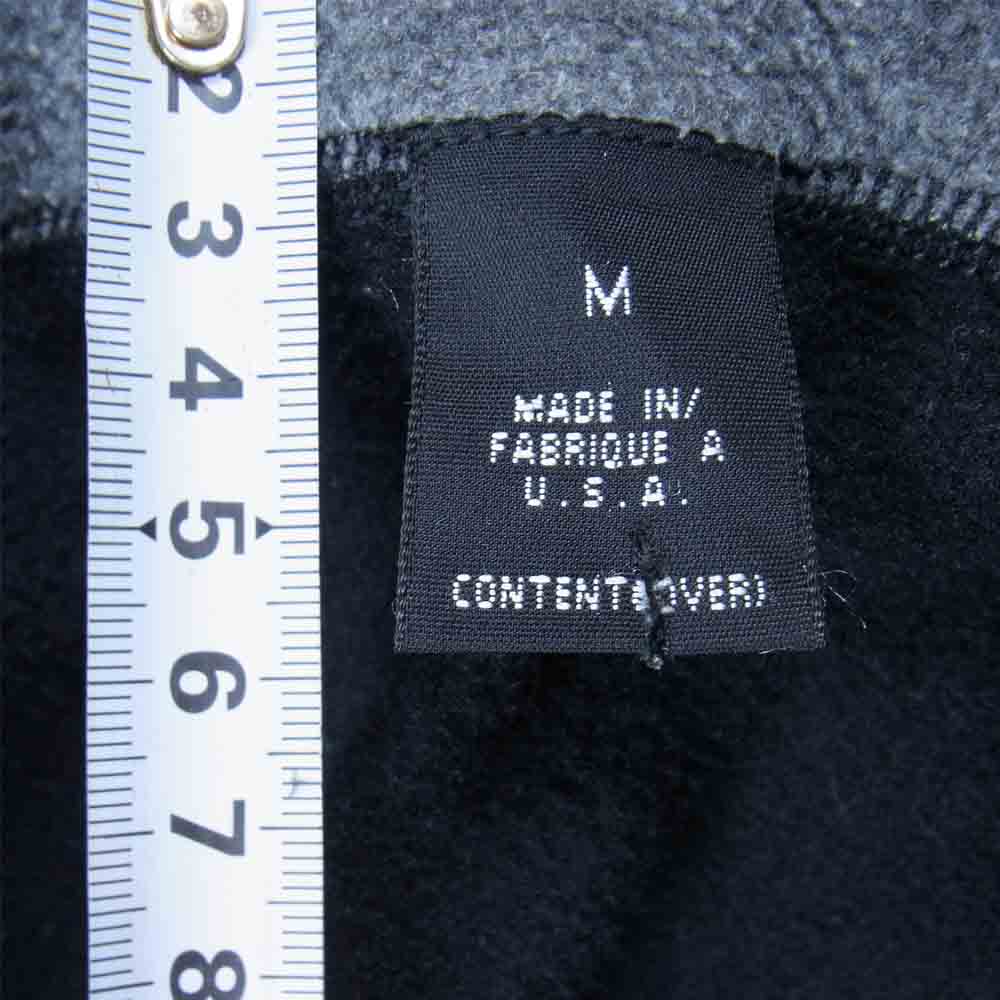 2
3
4
5
6
7
8
M
MADE IN/
FABRIQUE A
U.S.A.
CONTENT(OVER)